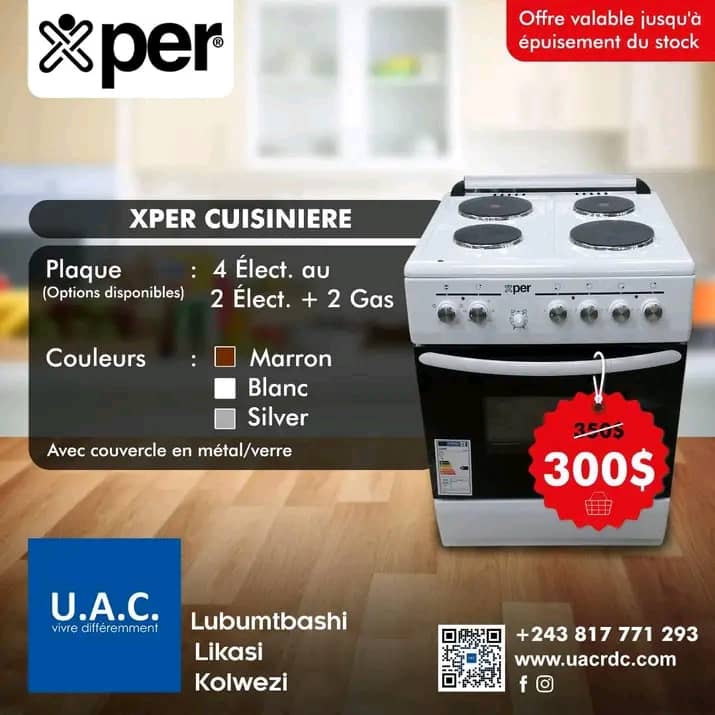 xper®
Offre valable jusqu'à
épuisement du stock
XPER CUISINIERE
Plaque : 4 Élect. au
(Options disponibles) 2 Élect. + 2 Gas
Couleurs : Marron
Blanc
Silver
Avec couvercle en métal/verre
xper
350$
300$
U.A.C.
vivre différemment
Lubumtbashi
Likasi
Kolwezi
+243 817 771 293
www.uacrdc.com